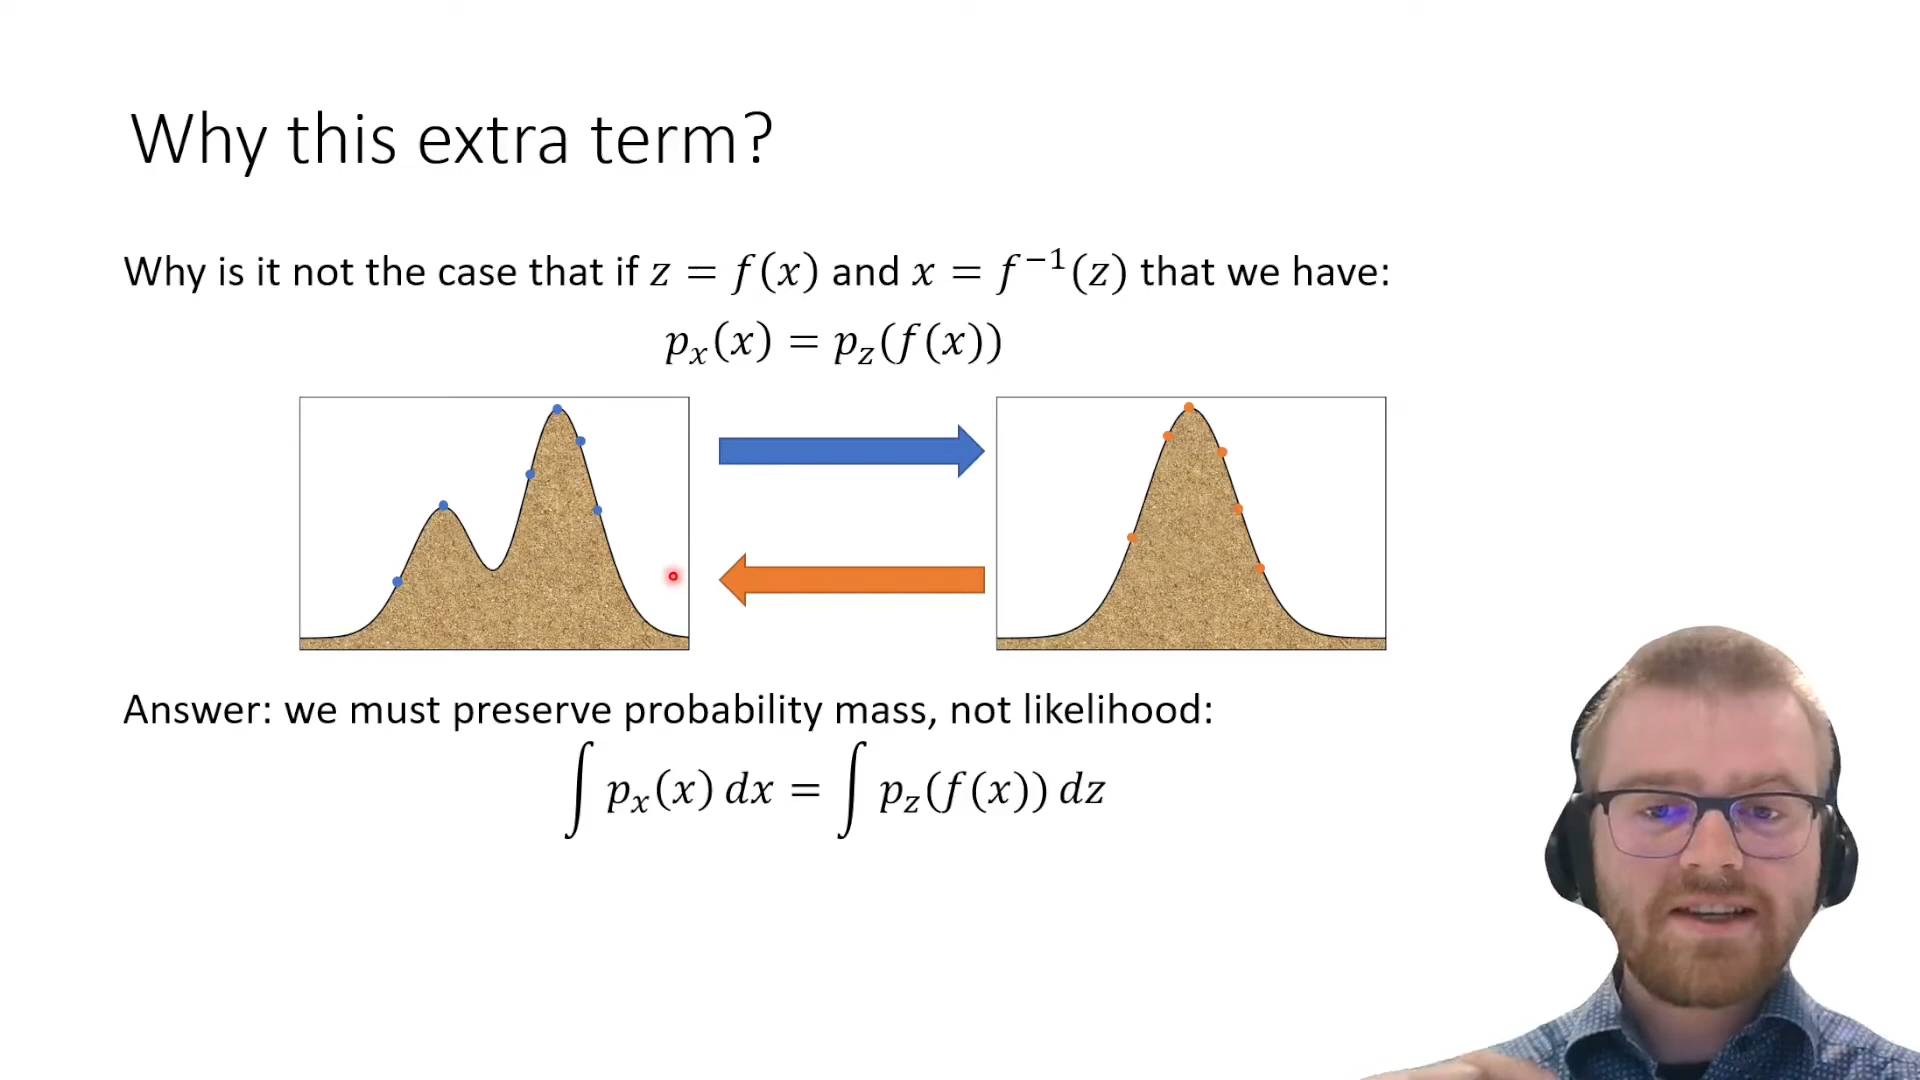 Why this extra term?
Why is it not the case that if z = f(x) and x = f⁻¹(z) that we have:
pₓ(x) = p_z(f(x))
Answer: we must preserve probability mass, not likelihood:
∫ pₓ(x) dx = ∫ p_z(f(x)) dz